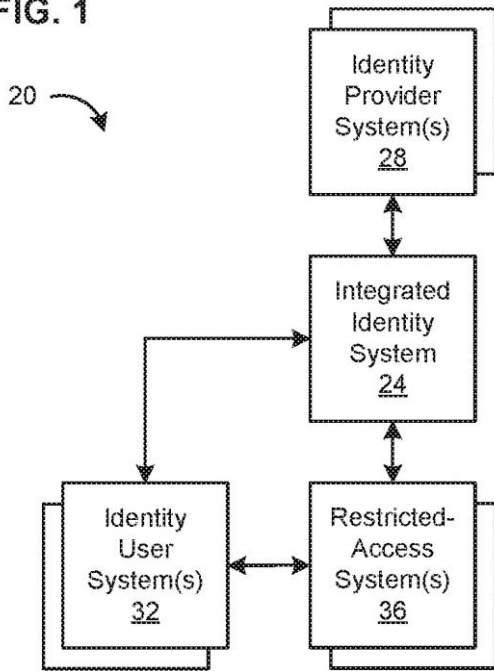 FIG. 1
20
Identity
Provider
System(s)
28
Integrated
Identity
System
24
Identity
User
System(s)
32
Restricted-
Access
System(s)
36